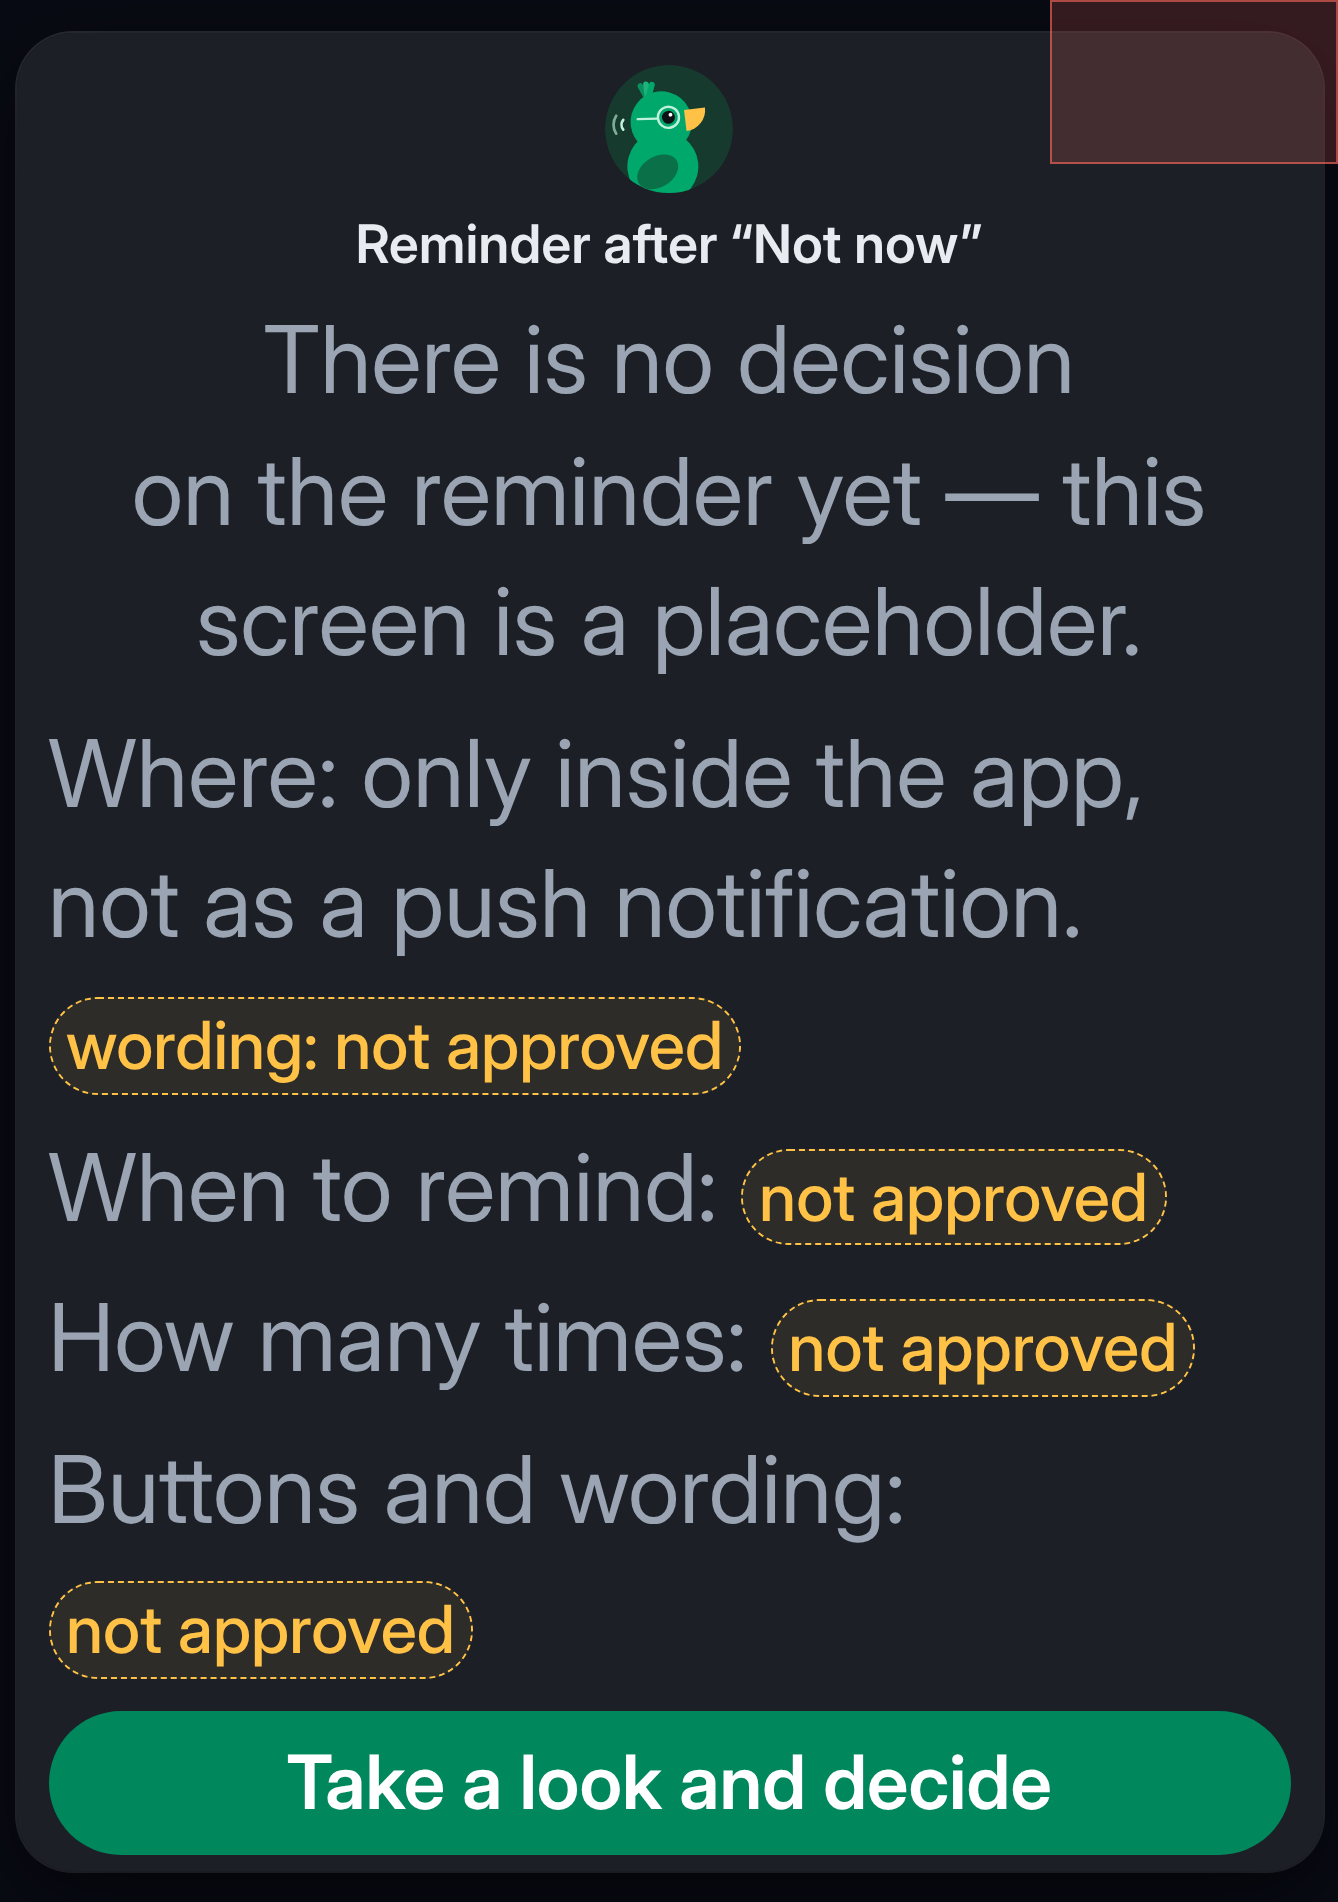 Reminder after “Not now”
There is no decision
on the reminder yet — this
screen is a placeholder.
Where: only inside the app,
not as a push notification.
wording: not approved
When to remind: not approved
How many times: not approved
Buttons and wording:
not approved
Take a look and decide